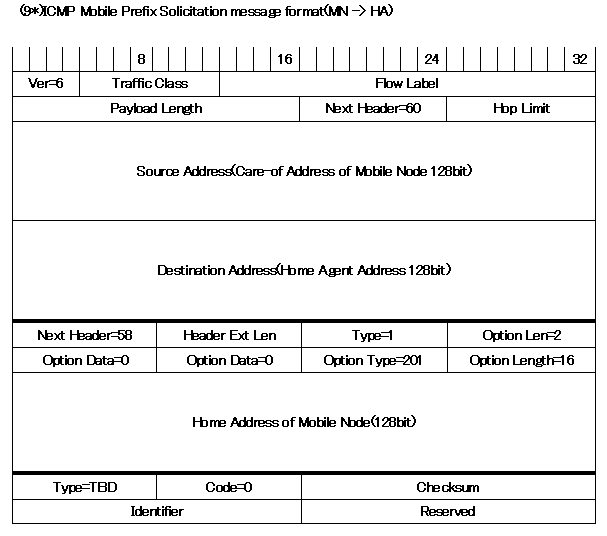 (9*)ICMP Mobile Prefix Solicitation message format(MN -> HA)
8 16 24 32
Ver=6 Traffic Class Flow Label
Payload Length Next Header=60 Hop Limit
Source Address(Care-of Address of Mobile Node 128bit)
Destination Address(Home Agent Address 128bit)
Next Header=58 Header Ext Len Type=1 Option Len=2
Option Data=0 Option Data=0 Option Type=201 Option Length=16
Home Address of Mobile Node(128bit)
Type=TBD Code=0 Checksum
Identifier Reserved